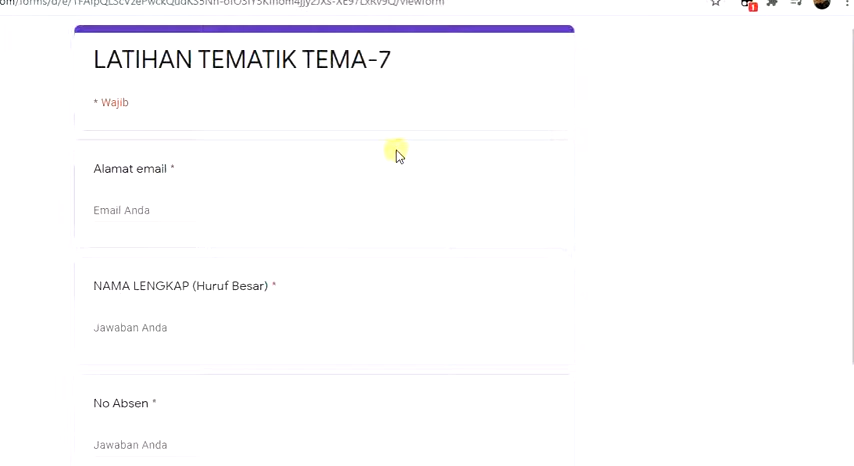 LATIHAN TEMATIK TEMA-7
* Wajib
Alamat email *
Email Anda
NAMA LENGKAP (Huruf Besar) *
Jawaban Anda
No Absen *
Jawaban Anda
1